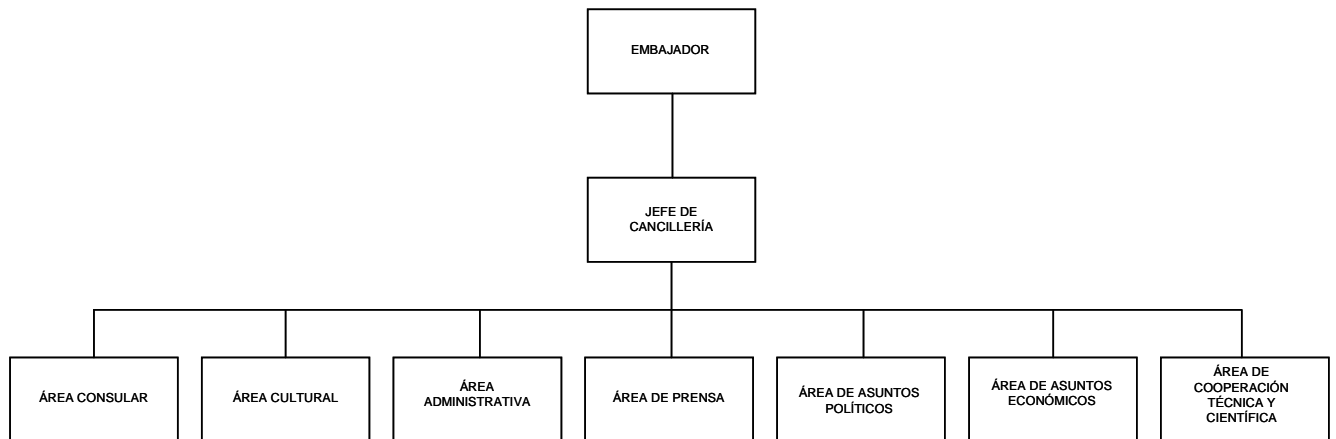 EMBAJADOR
JEFE DE
CANCILLERÍA
ÁREA CONSULAR
ÁREA CULTURAL
ÁREA
ADMINISTRATIVA
ÁREA DE PRENSA
ÁREA DE ASUNTOS
POLÍTICOS
ÁREA DE ASUNTOS
ECONÓMICOS
ÁREA DE
COOPERACIÓN
TÉCNICA Y
CIENTÍFICA